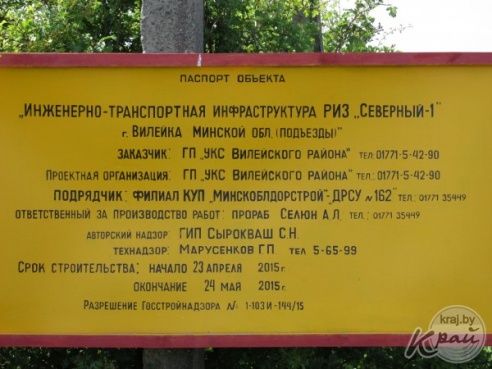 ПАСПОРТ ОБЪЕКТА
„ИНЖЕНЕРНО-ТРАНСПОРТНАЯ ИНФРАСТРУКТУРА РИЗ „СЕВЕРНЫЙ-1"
г. ВИЛЕЙКА МИНСКОЙ ОБЛ. (ПОДЪЕЗДЫ)"
ЗАКАЗЧИК: ГП „УКС ВИЛЕЙСКОГО РАЙОНА" ТЕЛ: 01771-5-42-90
ПРОЕКТНАЯ ОРГАНИЗАЦИЯ: ГП „УКС ВИЛЕЙСКОГО РАЙОНА" ТЕЛ: 01771-5-42-90
ПОДРЯДЧИК: ФИЛИАЛ КУП „МИНСКОБЛДОРСТРОЙ"-ДРСУ №162" ТЕЛ: 01771 35449
ОТВЕТСТВЕННЫЙ ЗА ПРОИЗВОДСТВО РАБОТ: ПРОРАБ СЕЛЮН А.Л. ТЕЛ: 01771 35449
АВТОРСКИЙ НАДЗОР: ГИП СЫРОКВАШ С.Н.
ТЕХНАДЗОР: МАРУСЕНКОВ Г.П. ТЕЛ 5-65-99
СРОК СТРОИТЕЛЬСТВА: НАЧАЛО 23 АПРЕЛЯ 2015г.
ОКОНЧАНИЕ 24 МАЯ 2015г.
РАЗРЕШЕНИЕ ГОССТРОЙНАДЗОРА № 1-103И-144/15
kraj.by
Край